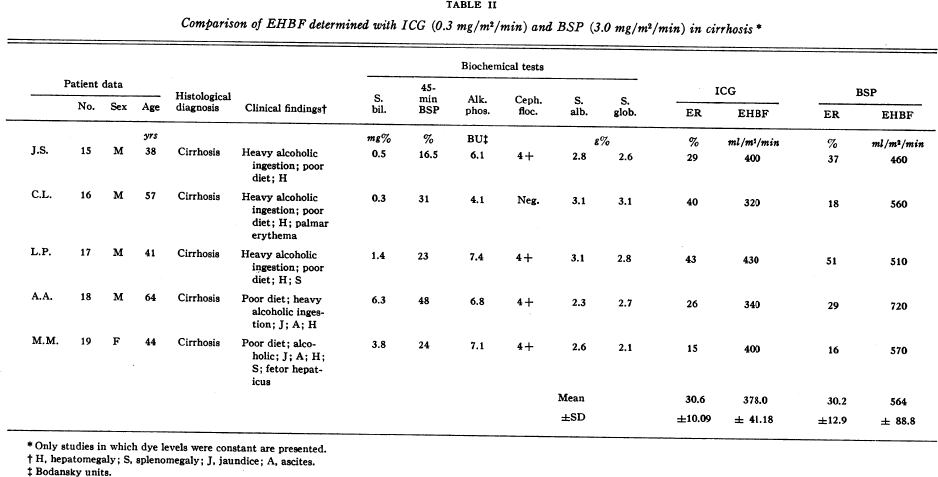 TABLE II
Comparison of EHBF determined with ICG (0.3 mg/m²/min) and BSP (3.0 mg/m²/min) in cirrhosis *
Biochemical tests
Patient data ICG BSP
No. Sex Age Histological diagnosis Clinical findings† S. bil. 45-min BSP Alk. phos. Ceph. floc. S. alb. S. glob. ER EHBF ER EHBF
yrs mg% % BU‡ g% % ml/m²/min % ml/m²/min
J.S. 15 M 38 Cirrhosis Heavy alcoholic 0.5 16.5 6.1 4+ 2.8 2.6 29 400 37 460
ingestion; poor
diet; H
C.L. 16 M 57 Cirrhosis Heavy alcoholic 0.3 31 4.1 Neg. 3.1 3.1 40 320 18 560
ingestion; poor
diet; H; palmar
erythema
L.P. 17 M 41 Cirrhosis Heavy alcoholic 1.4 23 7.4 4+ 3.1 2.8 43 430 51 510
ingestion; poor
diet; H; S
A.A. 18 M 64 Cirrhosis Poor diet; heavy 6.3 48 6.8 4+ 2.3 2.7 26 340 29 720
alcoholic inges-
tion; J; A; H
M.M. 19 F 44 Cirrhosis Poor diet; alco- 3.8 24 7.1 4+ 2.6 2.1 15 400 16 570
holic; J; A; H;
S; fetor hepat-
icus
Mean 30.6 378.0 30.2 564
±SD ±10.09 ± 41.18 ±12.9 ± 88.8
* Only studies in which dye levels were constant are presented.
† H, hepatomegaly; S, splenomegaly; J, jaundice; A, ascites.
‡ Bodansky units.